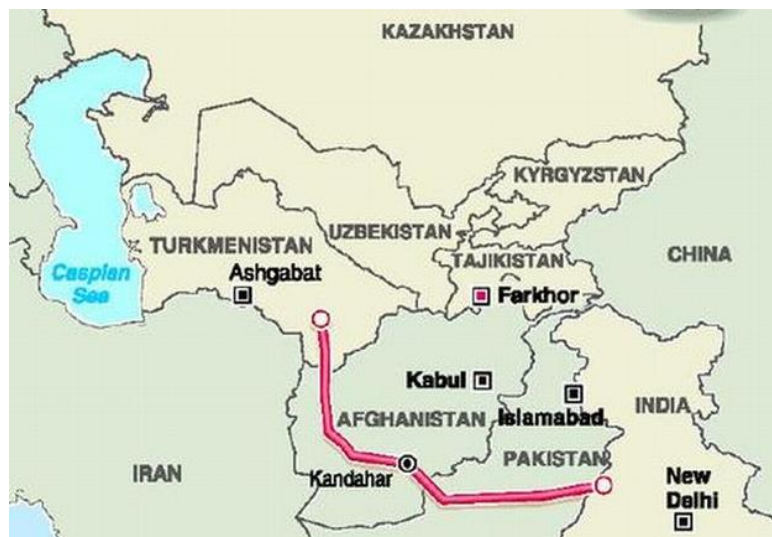 KAZAKHSTAN
KYRGYZSTAN
UZBEKISTAN
TURKMENISTAN
TAJIKISTAN
CHINA
Caspian
Sea
Ashgabat
Farkhor
Kabul
Islamabad
INDIA
AFGHANISTAN
PAKISTAN
IRAN
Kandahar
New
Delhi